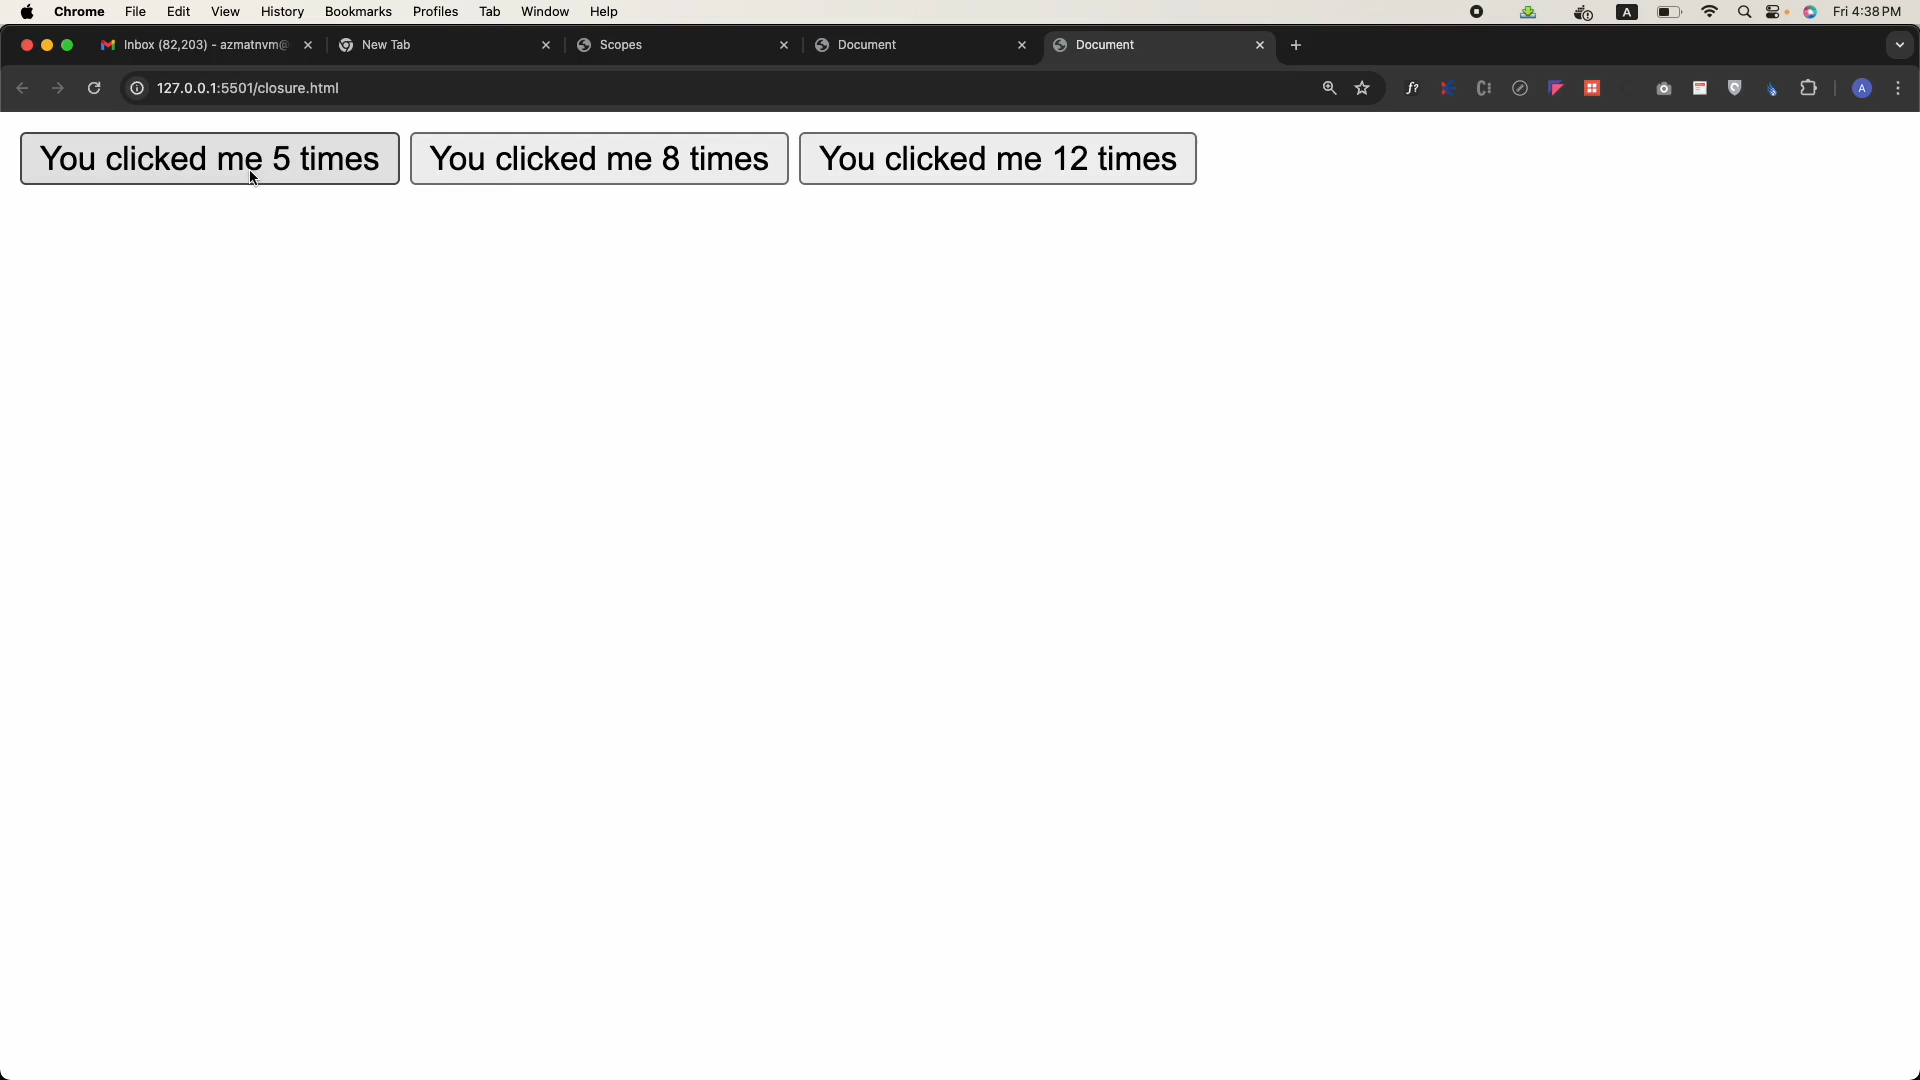 Chrome File Edit View History Bookmarks Profiles Tab Window Help A Fri 4:38 PM
Inbox (82,203) - azmatnvm@ New Tab Scopes Document Document
127.0.0.1:5501/closure.html f? C: A
You clicked me 5 times You clicked me 8 times You clicked me 12 times